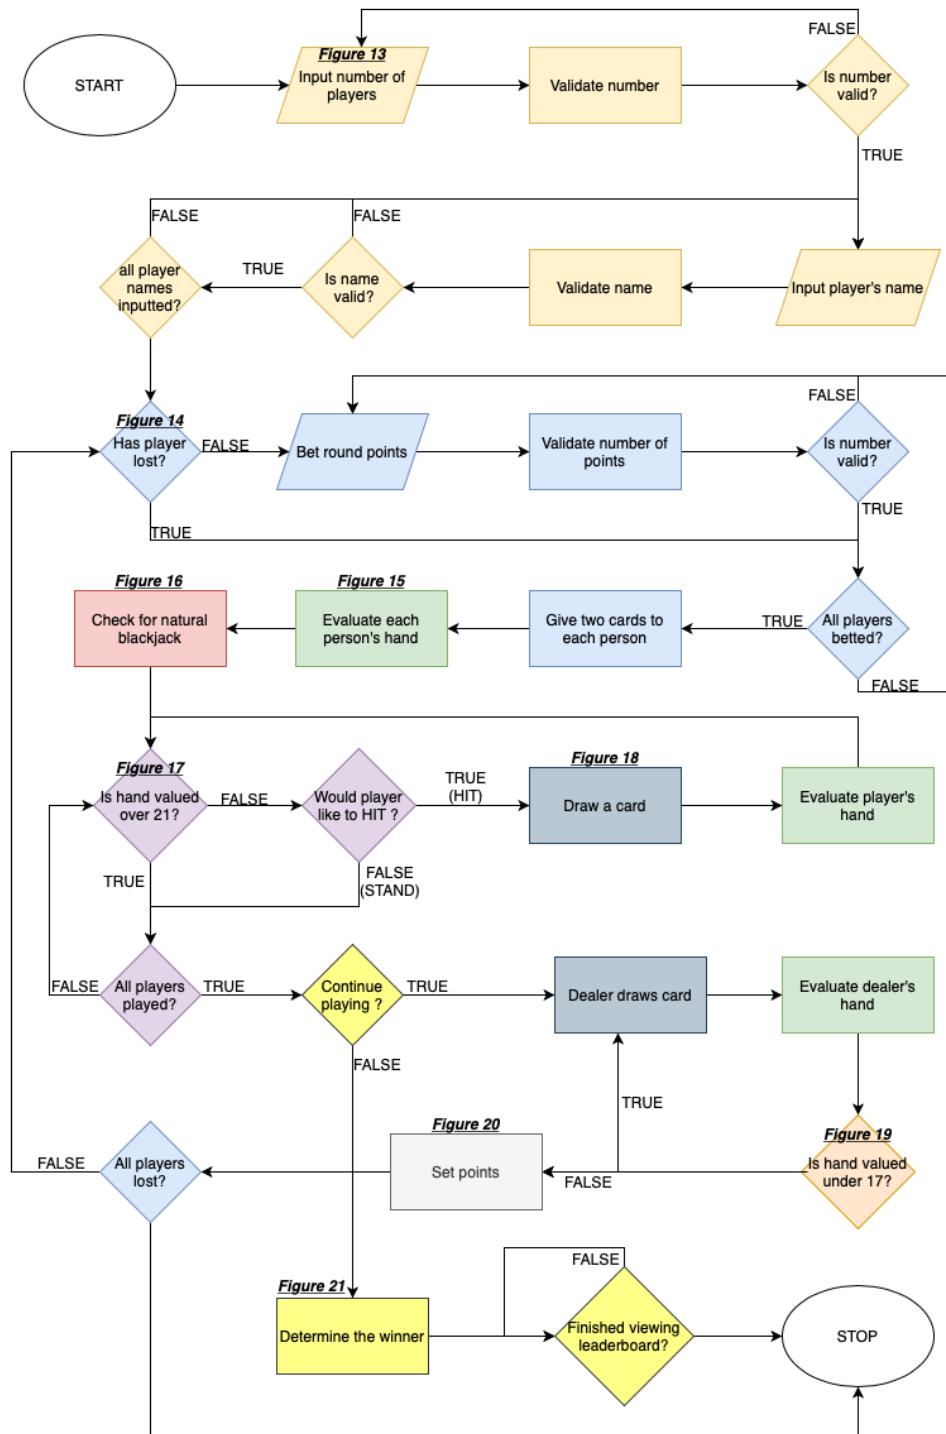 FALSE
START
Figure 13
Input number of
players
Validate number
Is number
valid?
TRUE
FALSE
FALSE
all player
names
inputted?
TRUE
Is name
valid?
Validate name
Input player's name
Figure 14
Has player
lost?
FALSE
Bet round points
Validate number of
points
FALSE
Is number
valid?
TRUE
TRUE
Figure 16
Check for natural
blackjack
Figure 15
Evaluate each
person's hand
Give two cards to
each person
TRUE
All players
betted?
FALSE
Figure 17
Is hand valued
over 21?
FALSE
Would player
like to HIT ?
TRUE
(HIT)
Figure 18
Draw a card
Evaluate player's
hand
TRUE
FALSE
(STAND)
FALSE
All players
played?
TRUE
Continue
playing ?
TRUE
Dealer draws card
Evaluate dealer's
hand
FALSE
TRUE
FALSE
All players
lost?
Figure 20
Set points
FALSE
Figure 19
Is hand valued
under 17?
Figure 21
Determine the winner
FALSE
Finished viewing
leaderboard?
STOP